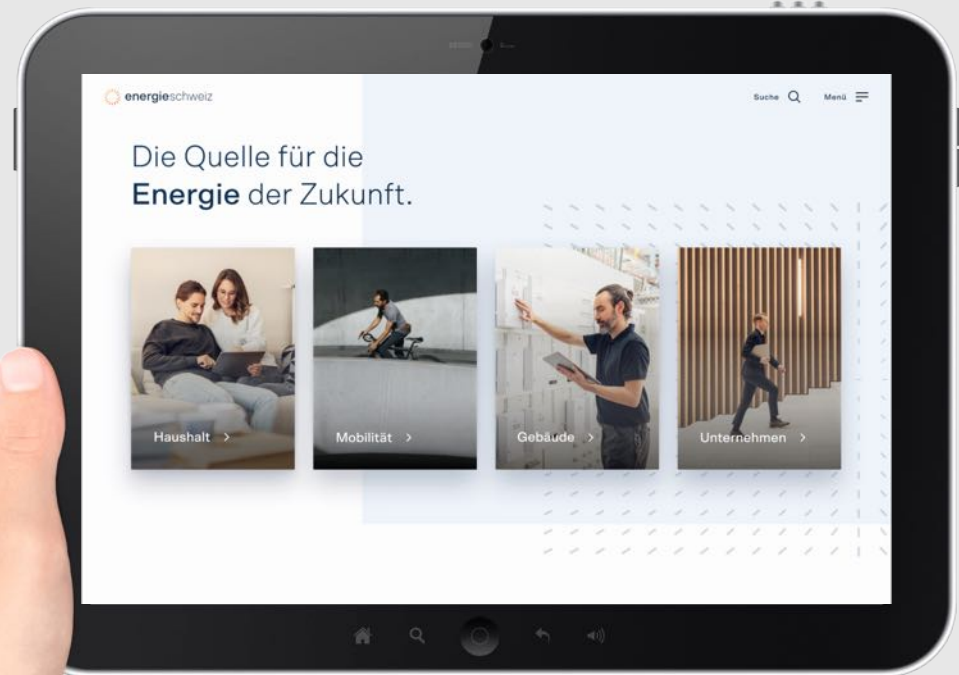 energieschweiz
Suche
Menü
Die Quelle für die
Energie der Zukunft.
Haushalt
Mobilität
Gebäude
Unternehmen